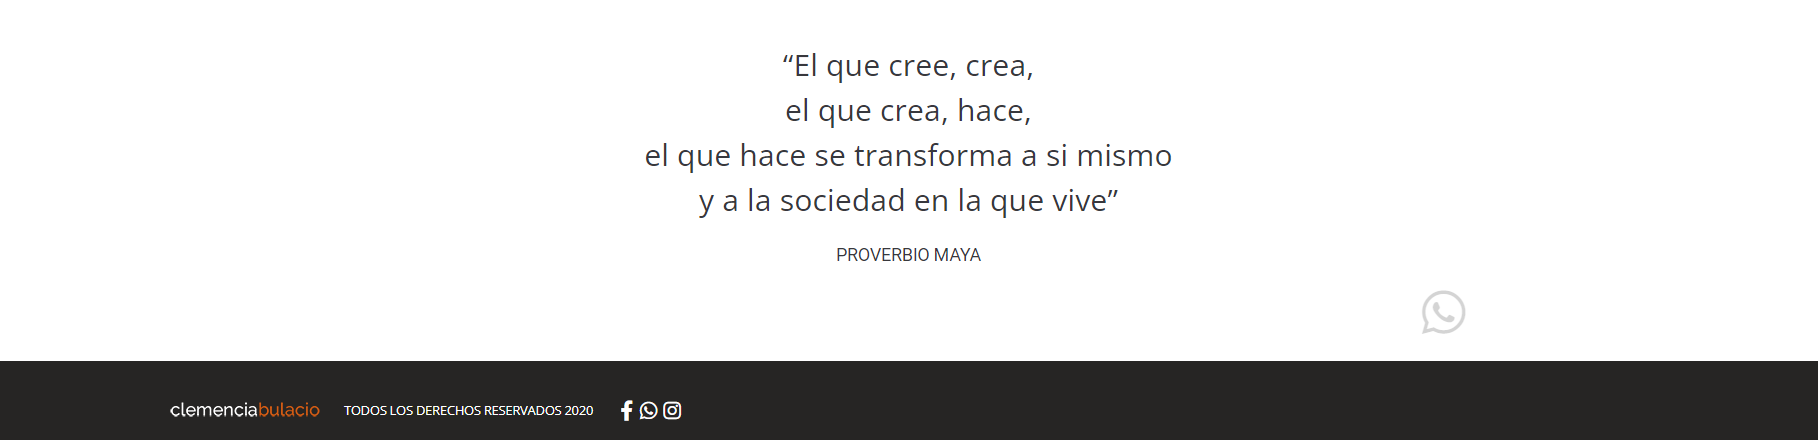 “El que cree, crea,
el que crea, hace,
el que hace se transforma a si mismo
y a la sociedad en la que vive”
PROVERBIO MAYA
clemenciabulacio TODOS LOS DERECHOS RESERVADOS 2020